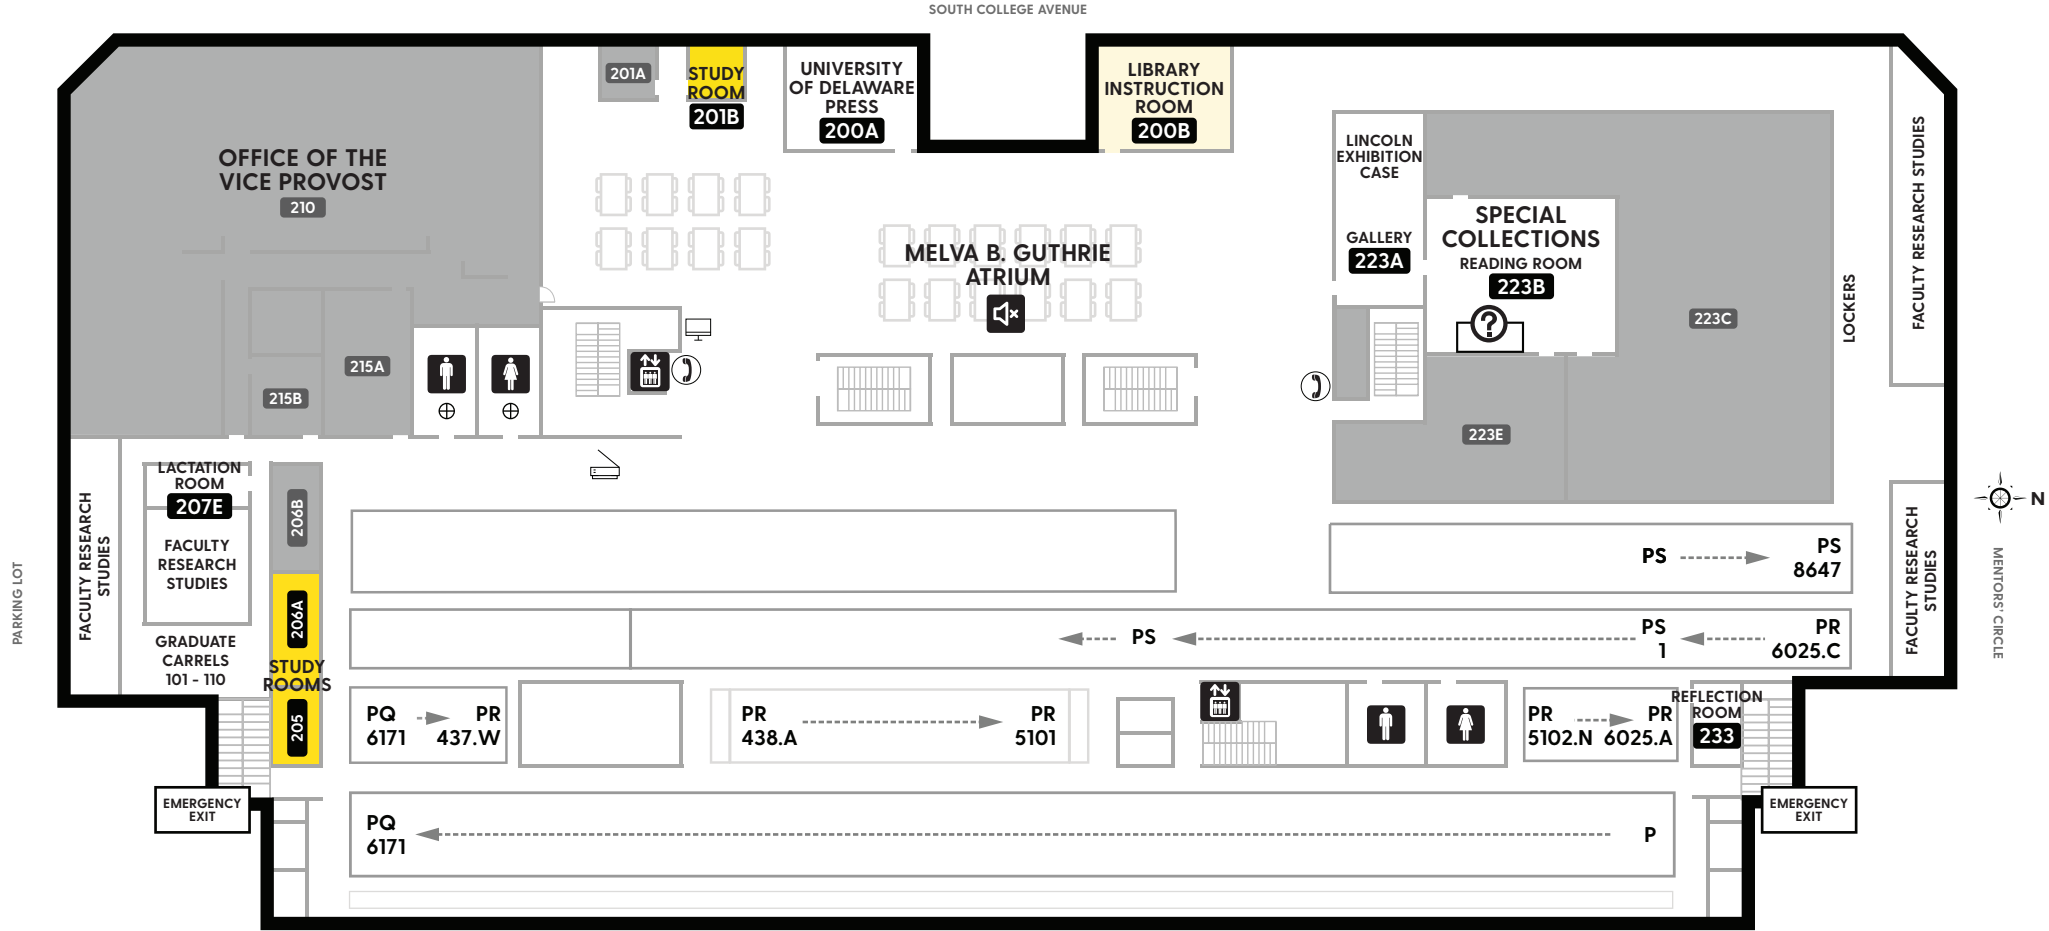 SOUTH COLLEGE AVENUE
201A
STUDY
ROOM
201B
UNIVERSITY
OF DELAWARE
PRESS
200A
LIBRARY
INSTRUCTION
ROOM
200B
OFFICE OF THE
VICE PROVOST
210
LINCOLN
EXHIBITION
CASE
GALLERY
223A
SPECIAL
COLLECTIONS
READING ROOM
223B
?
223C
LOCKERS
FACULTY RESEARCH STUDIES
MELVA B. GUTHRIE
ATRIUM
215A
215B
223E
LACTATION
ROOM
207E
206B
FACULTY RESEARCH
STUDIES
FACULTY
RESEARCH
STUDIES
206A
GRADUATE
CARRELS
101 - 110
STUDY
ROOMS
205
PARKING LOT
N
MENTORS' CIRCLE
FACULTY RESEARCH
STUDIES
PS
PS
8647
PS
PS
1
PR
6025.C
PQ
6171
PR
437.W
PR
438.A
PR
5101
PR
5102.N
PR
6025.A
REFLECTION
ROOM
233
EMERGENCY
EXIT
EMERGENCY
EXIT
PQ
6171
P